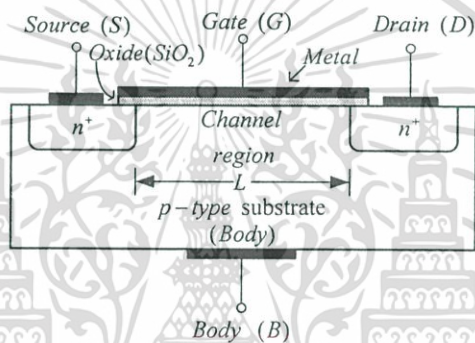 Source (S)
Gate (G)
Drain (D)
Oxide(SiO₂)
Metal
n⁺
Channel
n⁺
region
L
p-type substrate
(Body)
Body (B)